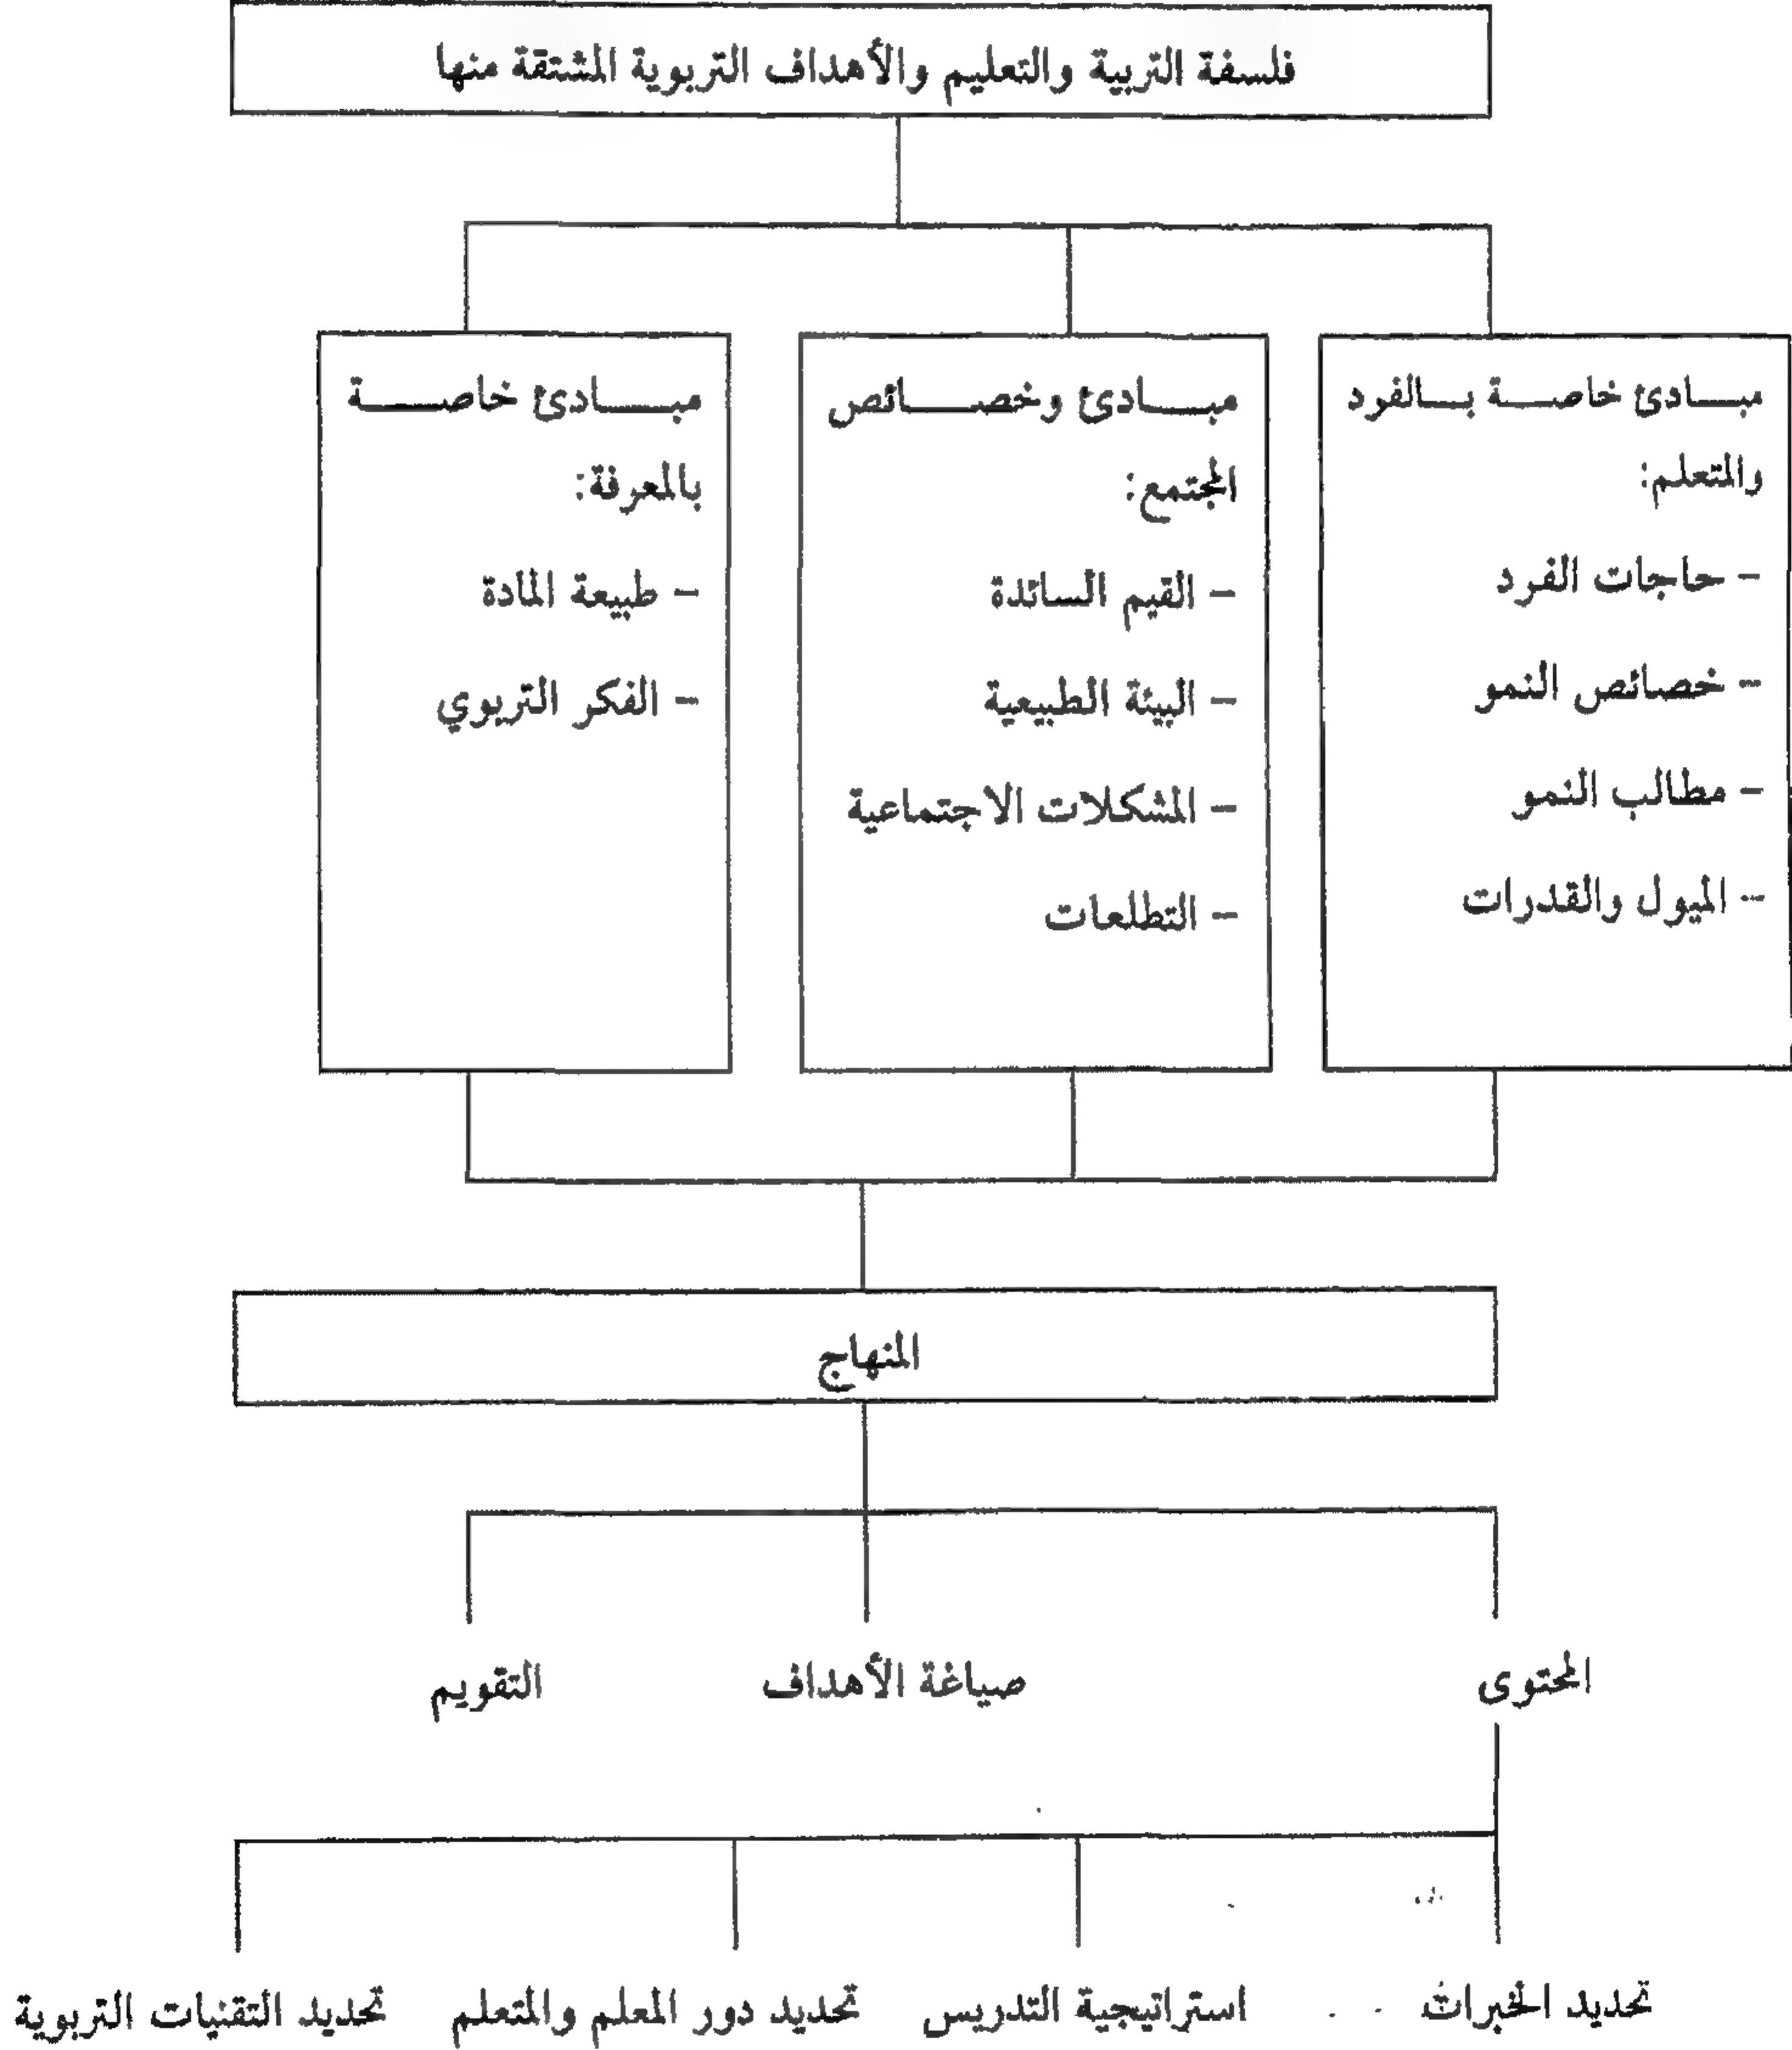 فلسفة التربية والتعليم والأهداف التربوية المشتقة منها
مبادئ خاصة بالفرد
والمتعلم:
- حاجات الفرد
- خصائص النمو
- مطالب النمو
- الميول والقدرات
مبادئ وخصائص
المجتمع:
- القيم السائدة
- البيئة الطبيعية
- المشكلات الاجتماعية
- التطلعات
مبادئ خاصة
بالمعرفة:
- طبيعة المادة
- الفكر التربوي
المنهاج
المحتوى
صياغة الأهداف
التقويم
تحديد الخبرات
استراتيجية التدريس
تحديد دور المعلم والمتعلم
تحديد التقنيات التربوية